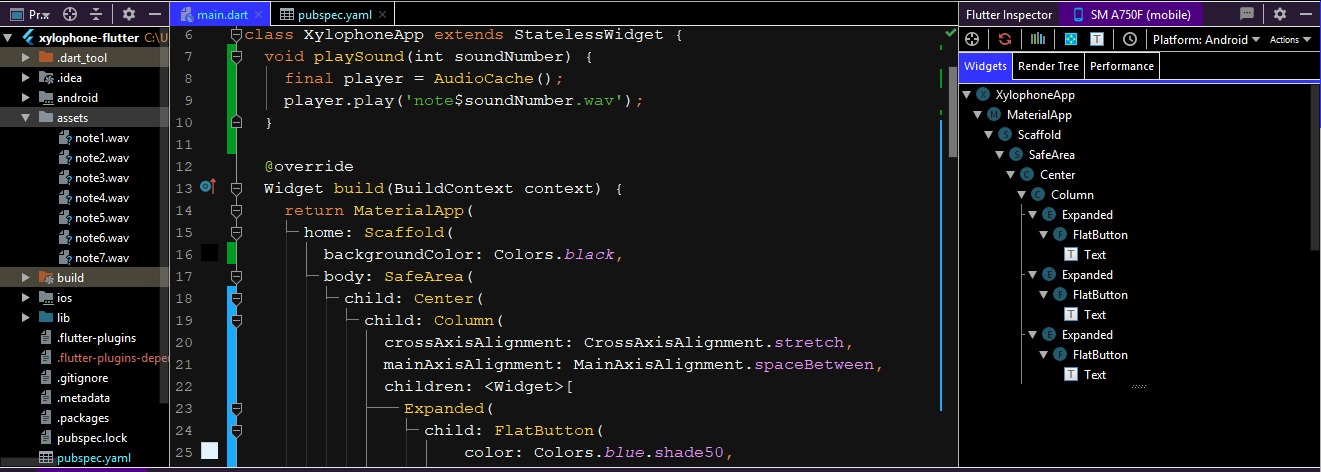 Pr...
xylophone-flutter C:\U
.dart_tool
.idea
android
assets
note1.wav
note2.wav
note3.wav
note4.wav
note5.wav
note6.wav
note7.wav
build
ios
lib
.flutter-plugins
.flutter-plugins-depe
.gitignore
.metadata
.packages
pubspec.lock
pubspec.yaml
main.dart pubspec.yaml
6 class XylophoneApp extends StatelessWidget {
7 void playSound(int soundNumber) {
8 final player = AudioCache();
9 player.play('note$soundNumber.wav');
10 }
11
12 @override
13 Widget build(BuildContext context) {
14 return MaterialApp(
15 home: Scaffold(
16 backgroundColor: Colors.black,
17 body: SafeArea(
18 child: Center(
19 child: Column(
20 crossAxisAlignment: CrossAxisAlignment.stretch,
21 mainAxisAlignment: MainAxisAlignment.spaceBetween,
22 children: <Widget>[
23 Expanded(
24 child: FlatButton(
25 color: Colors.blue.shade50,
Flutter Inspector SM A750F (mobile)
Platform: Android Actions
Widgets Render Tree Performance
X XylophoneApp
M MaterialApp
S Scaffold
S SafeArea
C Center
C Column
E Expanded
F FlatButton
T Text
E Expanded
F FlatButton
T Text
E Expanded
F FlatButton
T Text